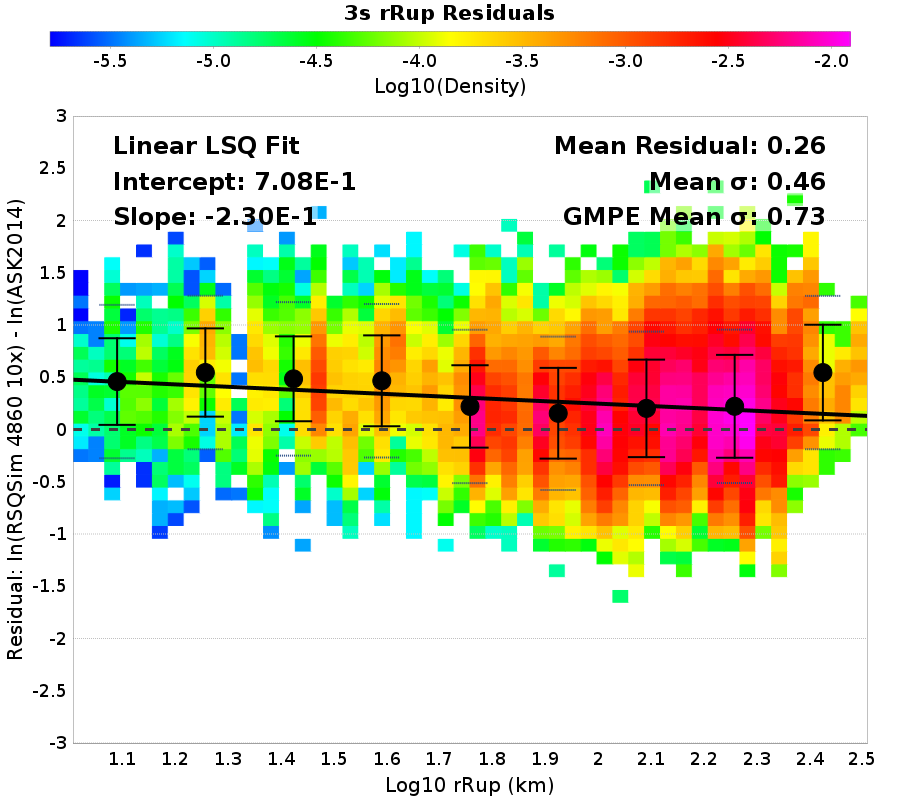 3s rRup Residuals
-5.5 -5.0 -4.5 -4.0 -3.5 -3.0 -2.5 -2.0
Log10(Density)
Linear LSQ Fit
Intercept: 7.08E-1
Slope: -2.30E-1
Mean Residual: 0.26
Mean σ: 0.46
GMPE Mean σ: 0.73
Residual: ln(RSQSim 4860 10x) - ln(ASK2014)
3
2.5
2
1.5
1
0.5
0
-0.5
-1
-1.5
-2
-2.5
-3
1.1 1.2 1.3 1.4 1.5 1.6 1.7 1.8 1.9 2 2.1 2.2 2.3 2.4 2.5
Log10 rRup (km)